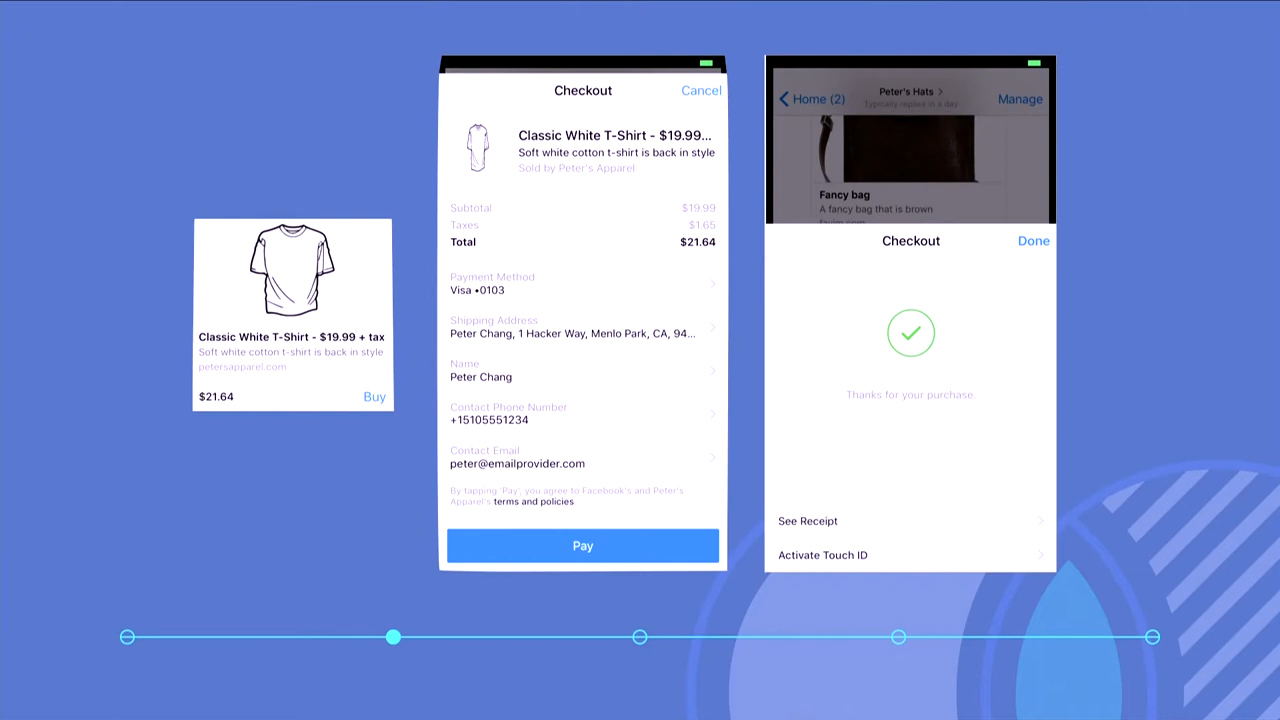 Classic White T-Shirt - $19.99 + tax
Soft white cotton t-shirt is back in style
petersapparel.com
$21.64 Buy
Checkout Cancel
Classic White T-Shirt - $19.99...
Soft white cotton t-shirt is back in style
Sold by Peter's Apparel
Subtotal $19.99
Taxes $1.65
Total $21.64
Payment Method
Visa •0103
Shipping Address
Peter Chang, 1 Hacker Way, Menlo Park, CA, 94...
Name
Peter Chang
Contact Phone Number
+15105551234
Contact Email
peter@emailprovider.com
By tapping 'Pay', you agree to Facebook's and Peter's
Apparel's terms and policies
Pay
Home (2) Peter's Hats Manage
Typically replies in a day
Fancy bag
A fancy bag that is brown
Checkout Done
Thanks for your purchase.
See Receipt
Activate Touch ID